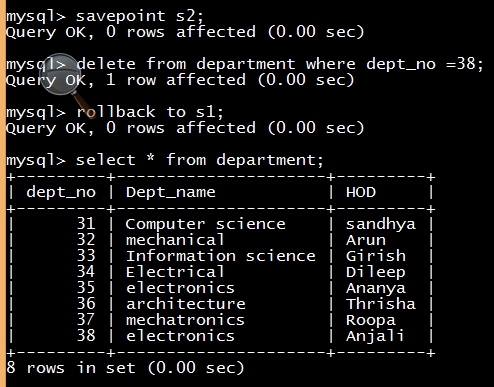 mysql> savepoint s2;
Query OK, 0 rows affected (0.00 sec)
mysql> delete from department where dept_no =38;
Query OK, 1 row affected (0.00 sec)
mysql> rollback to s1;
Query OK, 0 rows affected (0.00 sec)
mysql> select * from department;
+---------+---------------------+---------+
| dept_no | Dept_name           | HOD     |
+---------+---------------------+---------+
|      31 | Computer science    | sandhya |
|      32 | mechanical          | Arun    |
|      33 | Information science | Girish  |
|      34 | Electrical          | Dileep  |
|      35 | electronics         | Ananya  |
|      36 | architecture        | Thrisha |
|      37 | mechatronics        | Roopa   |
|      38 | electronics         | Anjali  |
+---------+---------------------+---------+
8 rows in set (0.00 sec)